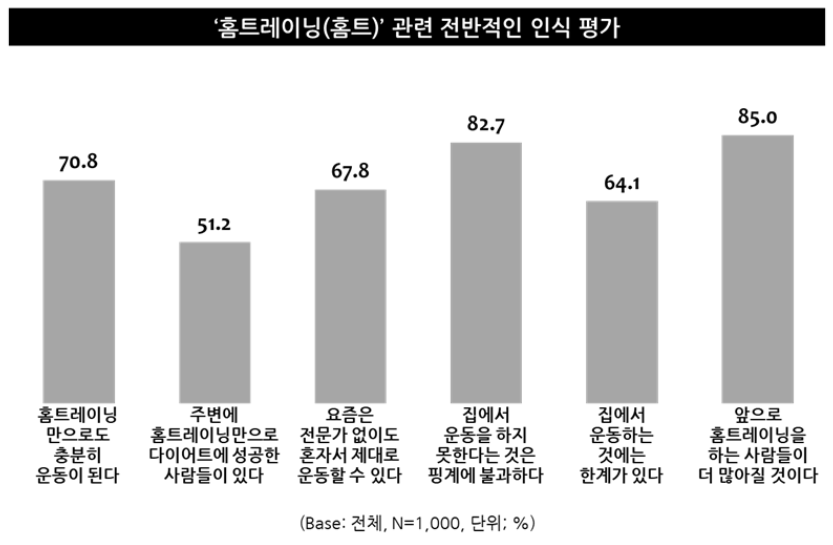 ‘홈트레이닝(홈트)’ 관련 전반적인 인식 평가
70.8
51.2
67.8
82.7
64.1
85.0
홈트레이닝
만으로도
충분히
운동이 된다
주변에
홈트레이닝만으로
다이어트에 성공한
사람들이 있다
요즘은
전문가 없이도
혼자서 제대로
운동할 수 있다
집에서
운동을 하지
못한다는 것은
핑계에 불과하다
집에서
운동하는
것에는
한계가 있다
앞으로
홈트레이닝을
하는 사람들이
더 많아질 것이다
(Base: 전체, N=1,000, 단위; %)